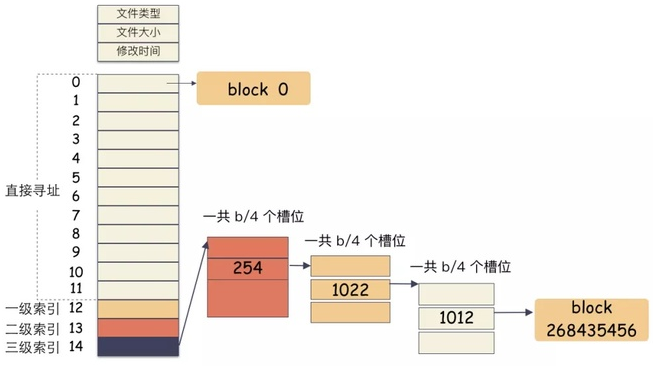 文件类型
文件大小
修改时间
0
block 0
1
2
3
4
5
直接寻址
6
7
8
9
10
11
一级索引 12
二级索引 13
三级索引 14
一共 b/4 个槽位
254
一共 b/4 个槽位
1022
一共 b/4 个槽位
1012
block
268435456